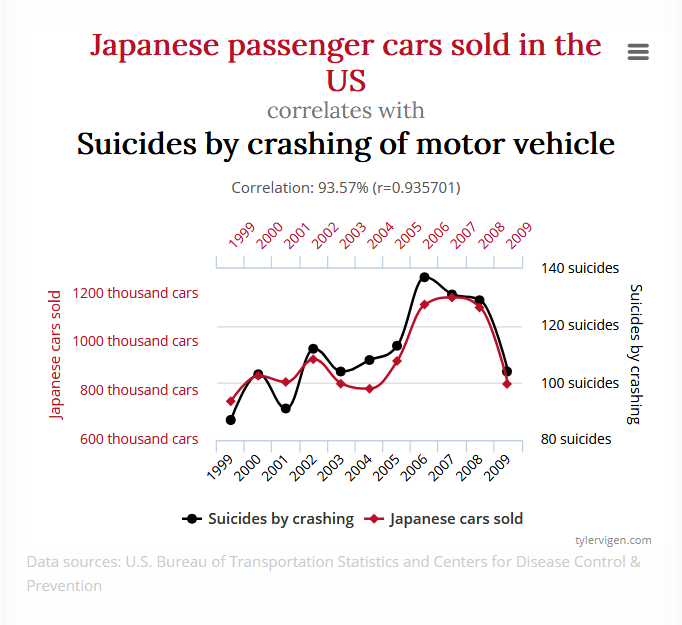 Japanese passenger cars sold in the
US
correlates with
Suicides by crashing of motor vehicle
Correlation: 93.57% (r=0.935701)
1999 2000 2001 2002 2003 2004 2005 2006 2007 2008 2009
Japanese cars sold
1200 thousand cars
1000 thousand cars
800 thousand cars
600 thousand cars
140 suicides
120 suicides
100 suicides
80 suicides
Suicides by crashing
1999 2000 2001 2002 2003 2004 2005 2006 2007 2008 2009
Suicides by crashing Japanese cars sold
tylervigen.com
Data sources: U.S. Bureau of Transportation Statistics and Centers for Disease Control &
Prevention